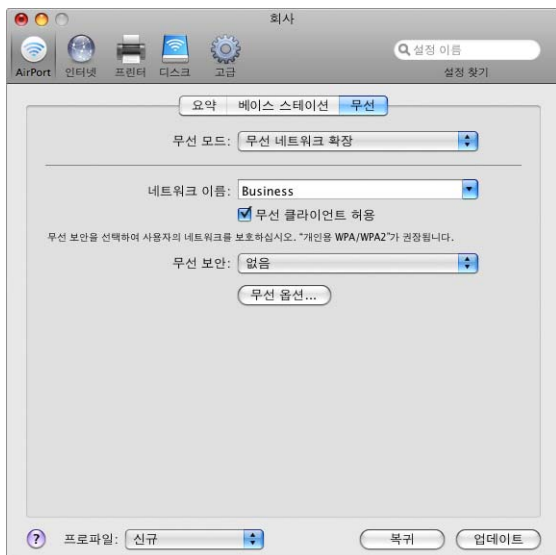 회사
AirPort 인터넷 프린터 디스크 고급
설정 이름
설정 찾기
요약 베이스 스테이션 무선
무선 모드: 무선 네트워크 확장
네트워크 이름: Business
무선 클라이언트 허용
무선 보안을 선택하여 사용자의 네트워크를 보호하십시오. “개인용 WPA/WPA2”가 권장됩니다.
무선 보안: 없음
무선 옵션...
? 프로파일: 신규 복귀 업데이트